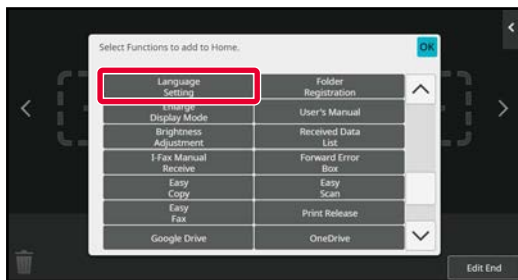 Select Functions to add to Home.
OK
Language
Setting
Folder
Registration
Enlarge
Display Mode
User's Manual
Brightness
Adjustment
Received Data
List
I-Fax Manual
Receive
Forward Error
Box
Easy
Copy
Easy
Scan
Easy
Fax
Print Release
Google Drive
OneDrive
Edit End